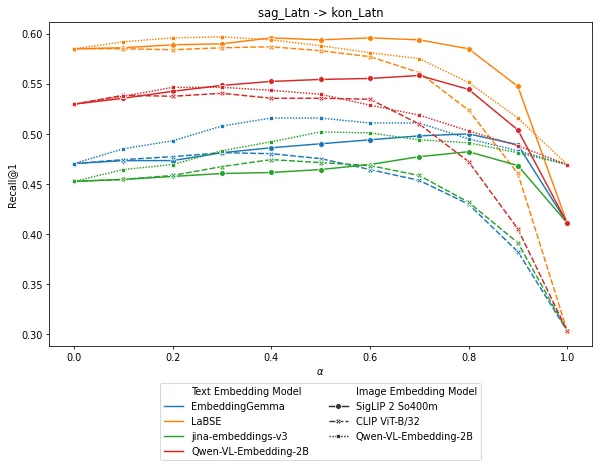 sag_Latn -> kon_Latn
Recall@1
0.60
0.55
0.50
0.45
0.40
0.35
0.30
0.0 0.2 0.4 0.6 0.8 1.0
α
Text Embedding Model Image Embedding Model
EmbeddingGemma SigLIP 2 So400m
LaBSE CLIP ViT-B/32
jina-embeddings-v3 Qwen-VL-Embedding-2B
Qwen-VL-Embedding-2B